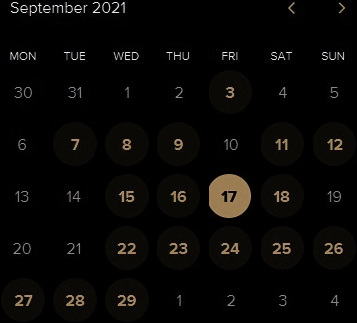 September 2021 < >
MON TUE WED THU FRI SAT SUN
30 31 1 2 3 4 5
6 7 8 9 10 11 12
13 14 15 16 17 18 19
20 21 22 23 24 25 26
27 28 29 1 2 3 4